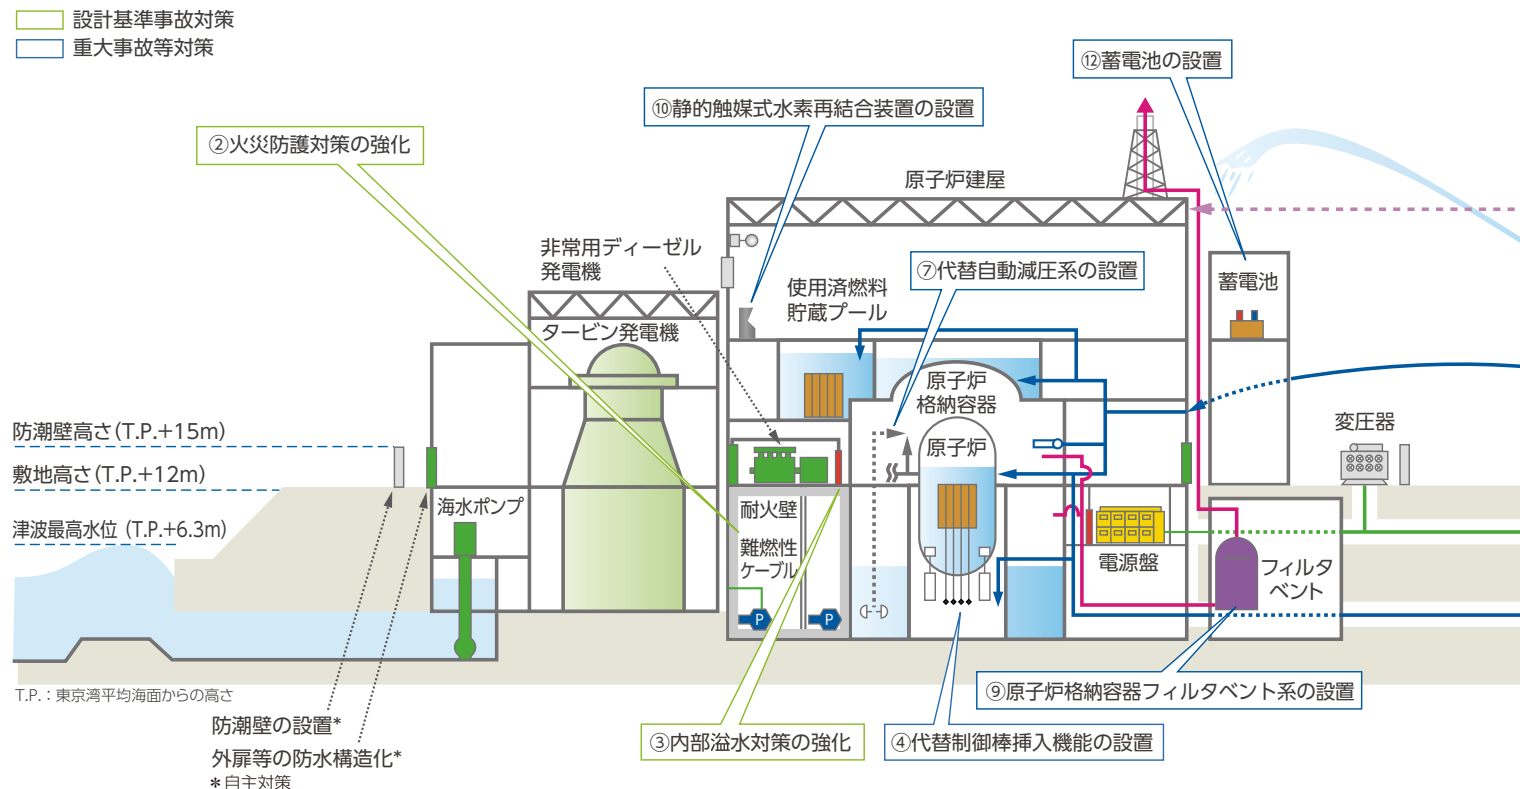 設計基準事故対策
重大事故等対策
⑫蓄電池の設置
⑩静的触媒式水素再結合装置の設置
②火災防護対策の強化
原子炉建屋
非常用ディーゼル
発電機
⑦代替自動減圧系の設置
使用済燃料
貯蔵プール
蓄電池
タービン発電機
原子炉
格納容器
変圧器
防潮壁高さ(T.P.+15m)
原子炉
敷地高さ(T.P.+12m)
海水ポンプ
耐火壁
津波最高水位 (T.P.+6.3m)
難燃性
ケーブル
電源盤
フィルタ
ベント
P
P
T.P.：東京湾平均海面からの高さ
⑨原子炉格納容器フィルタベント系の設置
防潮壁の設置*
③内部溢水対策の強化
④代替制御棒挿入機能の設置
外扉等の防水構造化*
＊自主対策